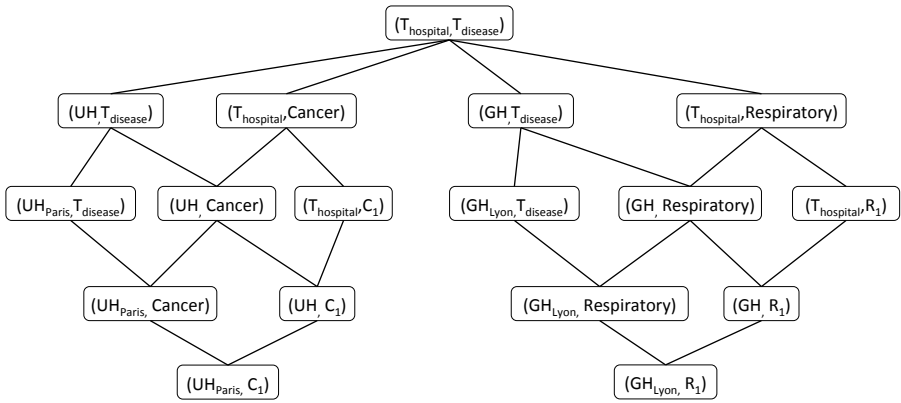 (T_hospital, T_disease)
(UH, T_disease)
(T_hospital, Cancer)
(GH, T_disease)
(T_hospital, Respiratory)
(UH_Paris, T_disease)
(UH, Cancer)
(T_hospital, C_1)
(GH_Lyon, T_disease)
(GH, Respiratory)
(T_hospital, R_1)
(UH_Paris, Cancer)
(UH, C_1)
(GH_Lyon, Respiratory)
(GH, R_1)
(UH_Paris, C_1)
(GH_Lyon, R_1)